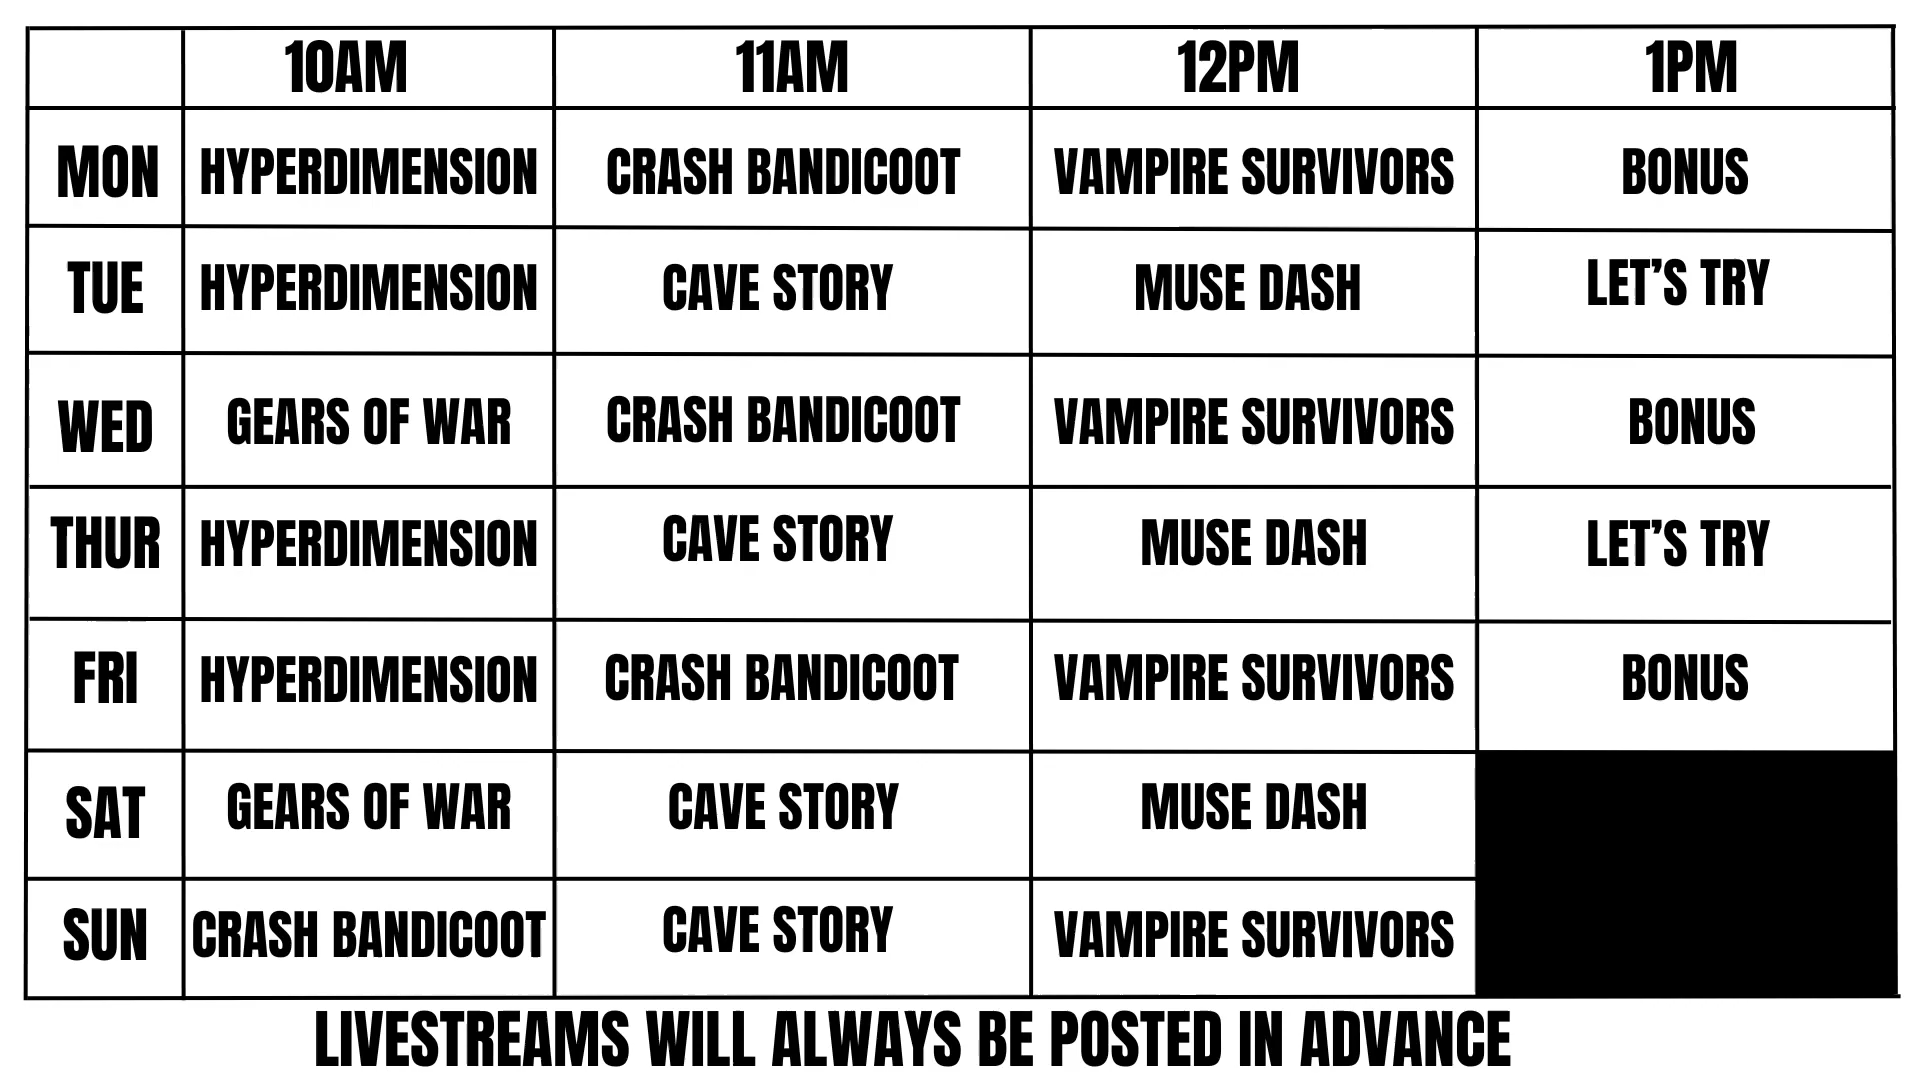 10AM 11AM 12PM 1PM
MON HYPERDIMENSION CRASH BANDICOOT VAMPIRE SURVIVORS BONUS
TUE HYPERDIMENSION CAVE STORY MUSE DASH LET’S TRY
WED GEARS OF WAR CRASH BANDICOOT VAMPIRE SURVIVORS BONUS
THUR HYPERDIMENSION CAVE STORY MUSE DASH LET’S TRY
FRI HYPERDIMENSION CRASH BANDICOOT VAMPIRE SURVIVORS BONUS
SAT GEARS OF WAR CAVE STORY MUSE DASH
SUN CRASH BANDICOOT CAVE STORY VAMPIRE SURVIVORS
LIVESTREAMS WILL ALWAYS BE POSTED IN ADVANCE